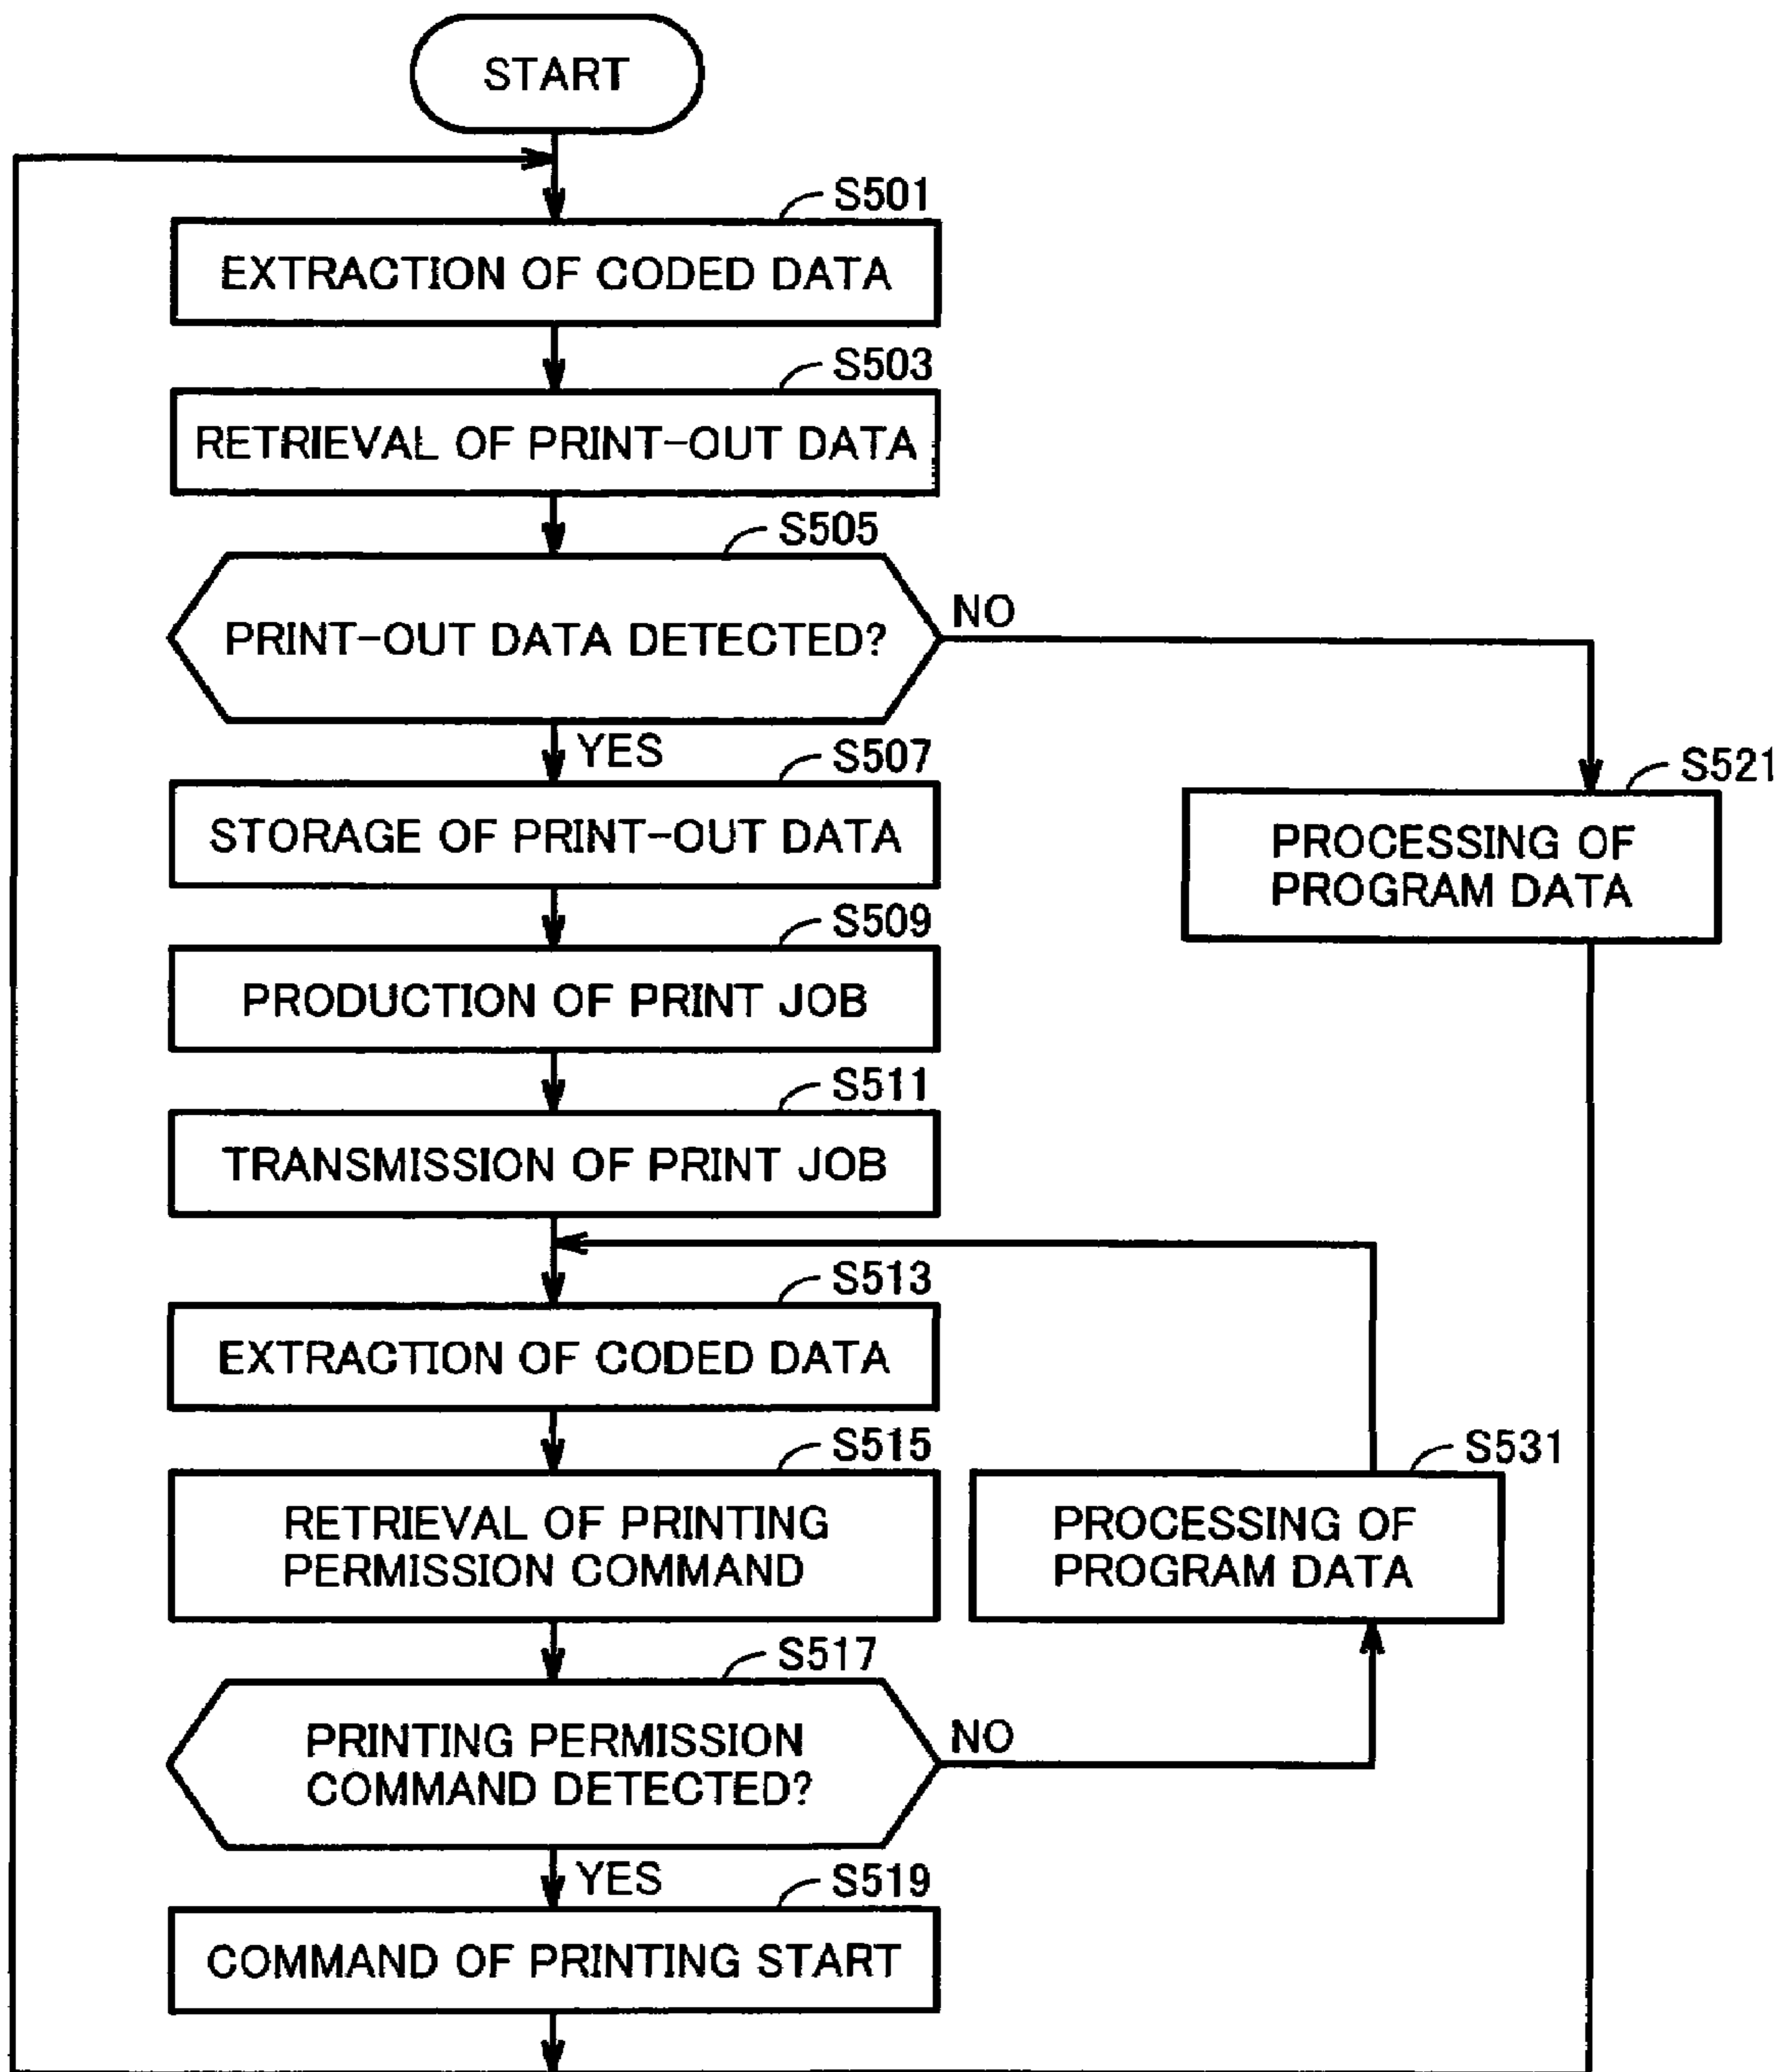 START
S501
EXTRACTION OF CODED DATA
S503
RETRIEVAL OF PRINT-OUT DATA
S505
PRINT-OUT DATA DETECTED?
NO
YES
S507
STORAGE OF PRINT-OUT DATA
S521
PROCESSING OF
PROGRAM DATA
S509
PRODUCTION OF PRINT JOB
S511
TRANSMISSION OF PRINT JOB
S513
EXTRACTION OF CODED DATA
S515
RETRIEVAL OF PRINTING
PERMISSION COMMAND
S531
PROCESSING OF
PROGRAM DATA
S517
PRINTING PERMISSION
COMMAND DETECTED?
NO
YES
S519
COMMAND OF PRINTING START